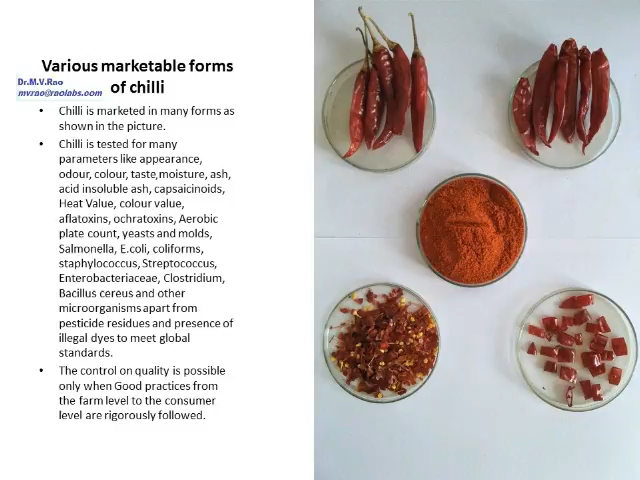 Various marketable forms
of chilli
Dr.M.V.Rao
mvrao@raolabs.com
• Chilli is marketed in many forms as
shown in the picture.
• Chilli is tested for many
parameters like appearance,
odour, colour, taste,moisture, ash,
acid insoluble ash, capsaicinoids,
Heat Value, colour value,
aflatoxins, ochratoxins, Aerobic
plate count, yeasts and molds,
Salmonella, E.coli, coliforms,
staphylococcus, Streptococcus,
Enterobacteriaceae, Clostridium,
Bacillus cereus and other
microorganisms apart from
pesticide residues and presence of
illegal dyes to meet global
standards.
• The control on quality is possible
only when Good practices from
the farm level to the consumer
level are rigorously followed.